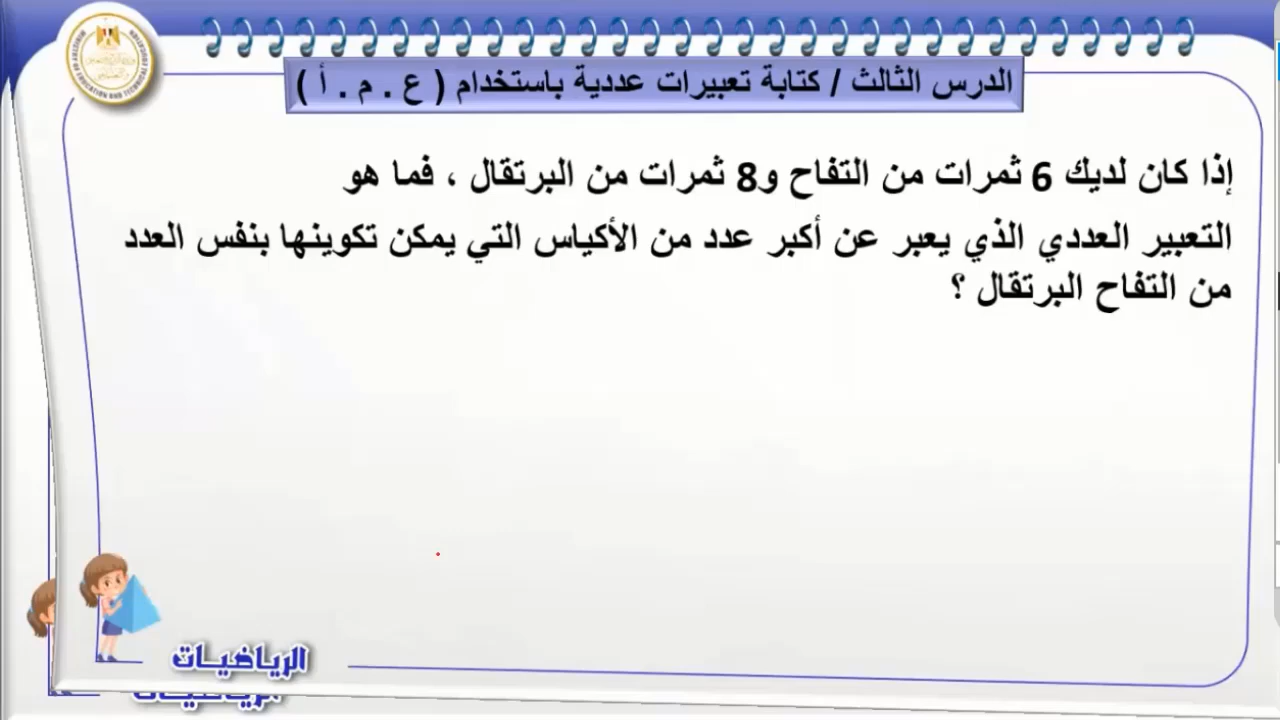 الدرس الثالث / كتابة تعبيرات عددية باستخدام ( ع . م . أ )
إذا كان لديك 6 ثمرات من التفاح و8 ثمرات من البرتقال ، فما هو
التعبير العددي الذي يعبر عن أكبر عدد من الأكياس التي يمكن تكوينها بنفس العدد
من التفاح البرتقال ؟
الرياضيات